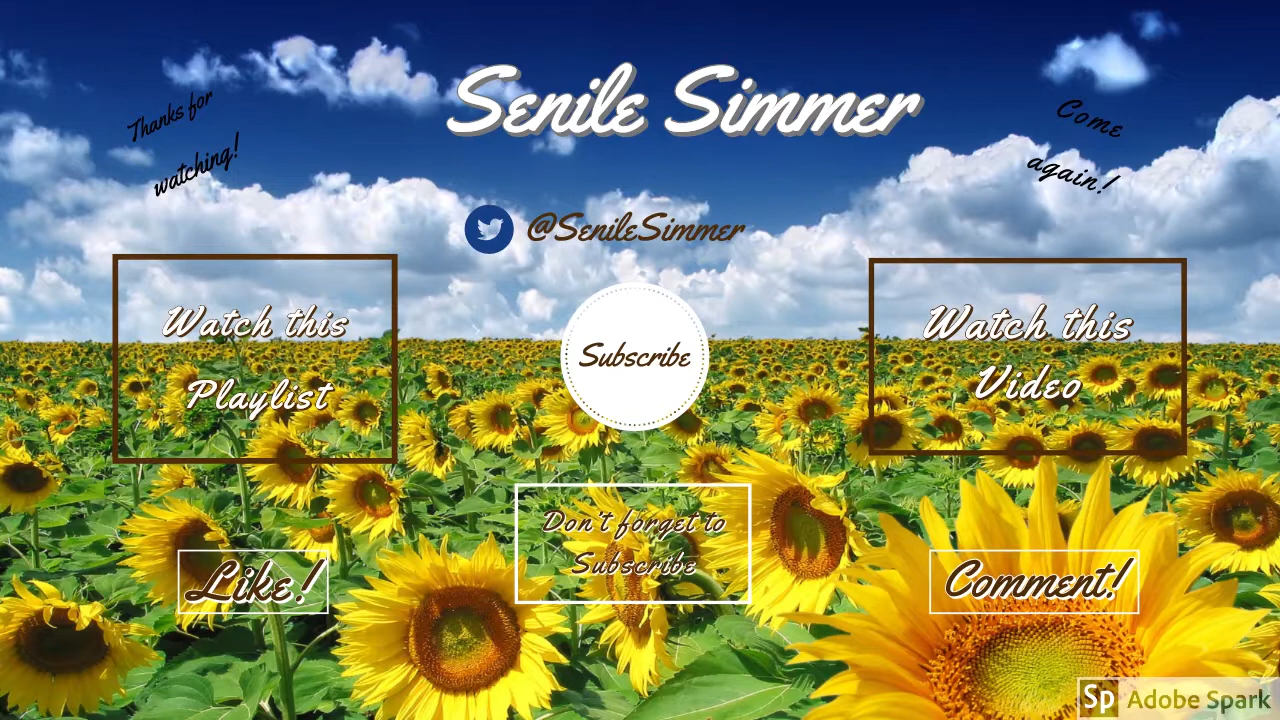 Senile Simmer
Thanks for
watching!
Come
again!
@SenileSimmer
Watch this
Playlist
Subscribe
Watch this
Video
Don't forget to
Subscribe
Like!
Comment!
Sp Adobe Spark